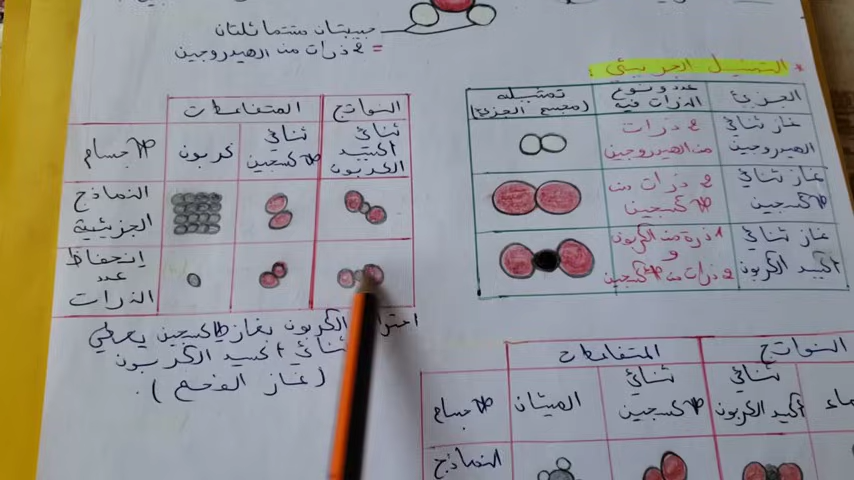 جسيمتان متماثلتان
= 2 ذرات من الهيدروجين
* التمثيل الجزيئي :
الجزيء
عدد و نوع الذرات فيه
تمثيله (مجسم الجزيء)
غاز ثنائي الهيدروجين
2 ذرات من الهيدروجين
غاز ثنائي الأكسجين
2 ذرات من الأكسجين
غاز ثنائي أكسيد الكربون
1 ذرة من الكربون و 2 ذرات من الأكسجين
المتفاعلات
النواتج
الأجسام
كربون
ثنائي الأكسجين
ثنائي أكسيد الكربون
النماذج الجزيئية
إنحفاظ عدد الذرات
الكربون بغاز الأكسجين يعطي
ثنائي أكسيد الكربون
(غاز الفحم).
المتفاعلات
النواتج
الأجسام
الميثان
ثنائي الأكسجين
ثنائي أكسيد الكربون
النماذج